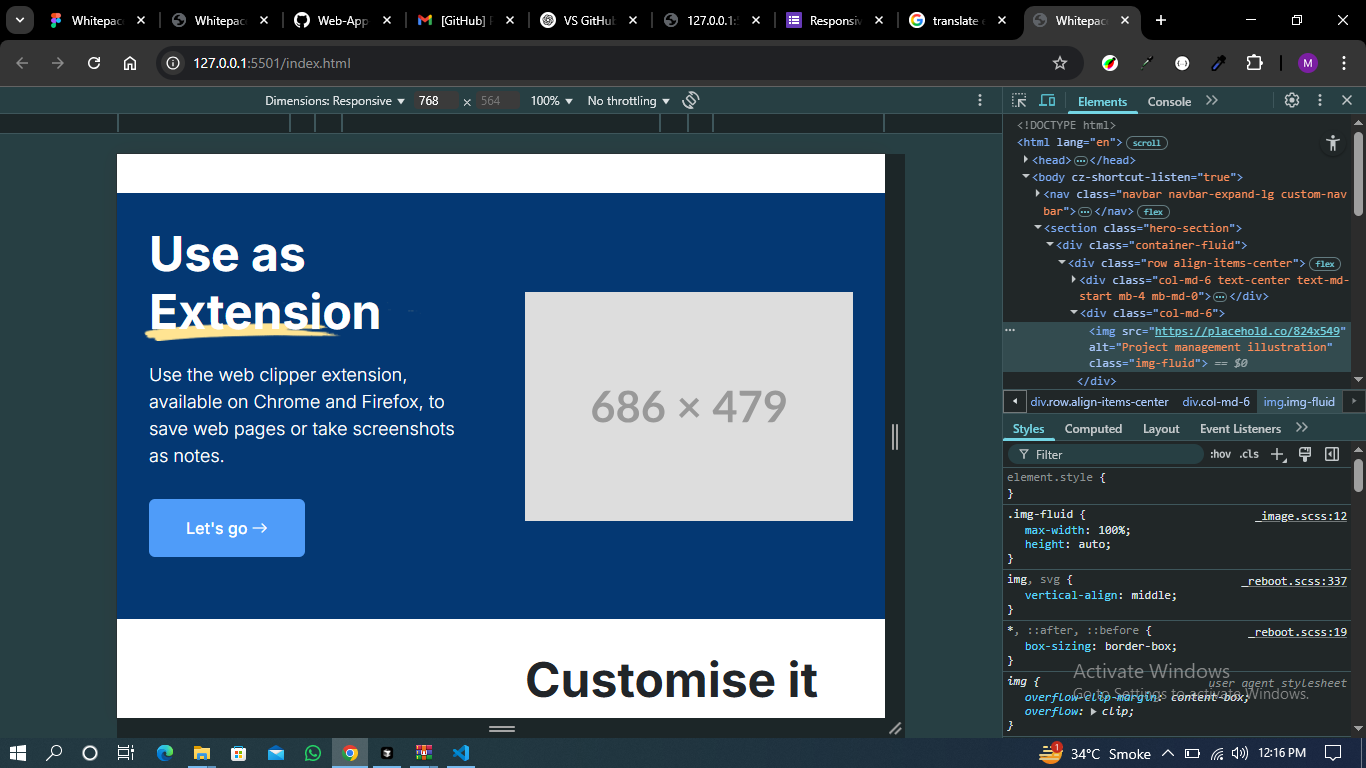 Whitepac
Whitepac
Web-App
[GitHub] P
VS GitHub
127.0.0.1:5
Responsiv
translate e
Whitepac
127.0.0.1:5501/index.html
M
Dimensions: Responsive
768
×
564
100%
No throttling
Elements
Console
<!DOCTYPE html>
<html lang="en">
scroll
<head>
</head>
<body cz-shortcut-listen="true">
<nav class="navbar navbar-expand-lg custom-nav
bar">
</nav>
flex
<section class="hero-section">
<div class="container-fluid">
<div class="row align-items-center">
flex
<div class="col-md-6 text-center text-md-
start mb-4 mb-md-0">
</div>
<div class="col-md-6">
<img src="https://placehold.co/824x549"
alt="Project management illustration"
class="img-fluid"> == $0
</div>
div.row.align-items-center
div.col-md-6
img.img-fluid
Styles
Computed
Layout
Event Listeners
Filter
:hov
.cls
element.style {
}
.img-fluid {
_image.scss:12
max-width: 100%;
height: auto;
}
img, svg {
_reboot.scss:337
vertical-align: middle;
}
*, ::after, ::before {
_reboot.scss:19
box-sizing: border-box;
}
img {
user agent stylesheet
overflow-clip-margin: content-box;
overflow: clip;
}
Activate Windows
Go to Settings to activate Windows.
Use as
Extension
Use the web clipper extension,
available on Chrome and Firefox, to
save web pages or take screenshots
as notes.
Let's go →
686 × 479
Customise it
1
34°C Smoke
12:16 PM